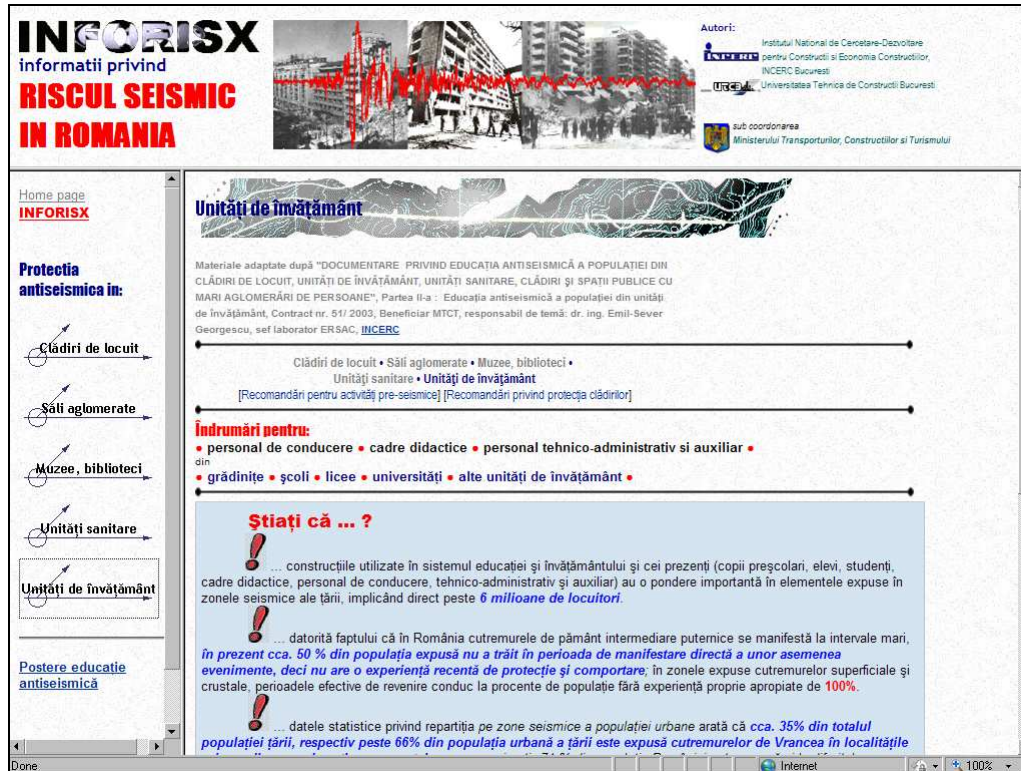 INFORISX
informatii privind
RISCUL SEISMIC
IN ROMANIA
Autori:
INCERC
Institutul National de Cercetare-Dezvoltare
pentru Constructii si Economia Constructiilor,
INCERC Bucuresti
Universitatea Tehnica de Constructii Bucuresti
sub coordonarea
Ministerului Transporturilor, Constructiilor si Turismului
Home page
INFORISX
Protectia
antiseismica in:
Clădiri de locuit
Săli aglomerate
Muzee, biblioteci
Unităţi sanitare
Unităţi de învăţământ
Postere educaţie
antiseismică
Unităţi de învăţământ
Materiale adaptate după "DOCUMENTARE PRIVIND EDUCAŢIA ANTISEISMICĂ A POPULAŢIEI DIN
CLĂDIRI DE LOCUIT, UNITĂŢI DE ÎNVĂŢĂMÂNT, UNITĂŢI SANITARE, CLĂDIRI ŞI SPAŢII PUBLICE CU
MARI AGLOMERĂRI DE PERSOANE", Partea II-a : Educaţia antiseismică a populaţiei din unităţi
de învăţământ, Contract nr. 51/ 2003, Beneficiar MTCT, responsabil de temă: dr. ing. Emil-Sever
Georgescu, sef laborator ERSAC, INCERC
Clădiri de locuit • Săli aglomerate • Muzee, biblioteci •
Unităţi sanitare • Unităţi de învăţământ
[Recomandări pentru activităţi pre-seismice] [Recomandări privind protecţia clădirilor]
Îndrumări pentru:
• personal de conducere • cadre didactice • personal tehnico-administrativ si auxiliar •
din
• grădiniţe • şcoli • licee • universităţi • alte unităţi de învăţământ •
Ştiaţi că ... ?
... construcţiile utilizate în sistemul educaţiei şi învăţământului şi cei prezenţi (copii preşcolari, elevi, studenţi,
cadre didactice, personal de conducere, tehnico-administrativ şi auxiliar) au o pondere importantă în elementele expuse în
zonele seismice ale ţării, implicând direct peste 6 milioane de locuitori.
... datorită faptului că în România cutremurele de pământ intermediare puternice se manifestă la intervale mari,
în prezent cca. 50 % din populaţia expusă nu a trăit în perioada de manifestare directă a unor asemenea
evenimente, deci nu are o experienţă recentă de protecţie şi comportare; în zonele expuse cutremurelor superficiale şi
crustale, perioadele efective de revenire conduc la procente de populaţie fără experienţă proprie apropiate de 100%.
... datele statistice privind repartiţia pe zone seismice a populaţiei urbane arată că cca. 35% din totalul
populaţiei ţării, respectiv peste 66% din populaţia urbană a ţării este expusă cutremurelor de Vrancea în localităţile
Done
Internet
100%